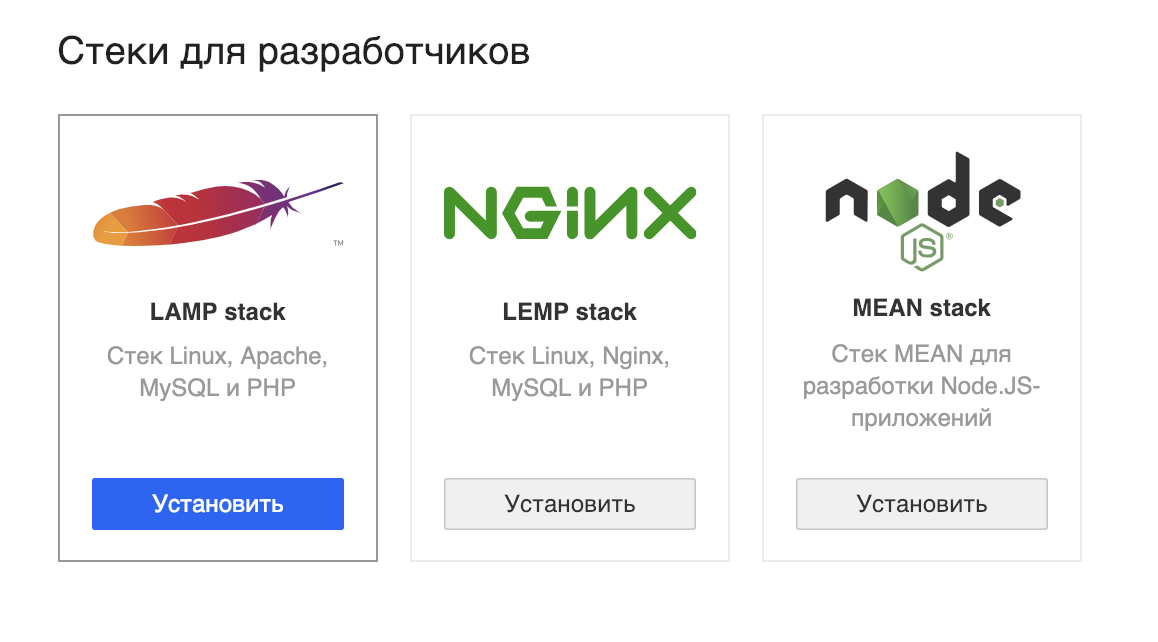 Стеки для разработчиков
™
LAMP stack
Стек Linux, Apache,
MySQL и PHP
Установить
NGiNX
LEMP stack
Стек Linux, Nginx,
MySQL и PHP
Установить
node
JS®
MEAN stack
Стек MEAN для
разработки Node.JS-
приложений
Установить